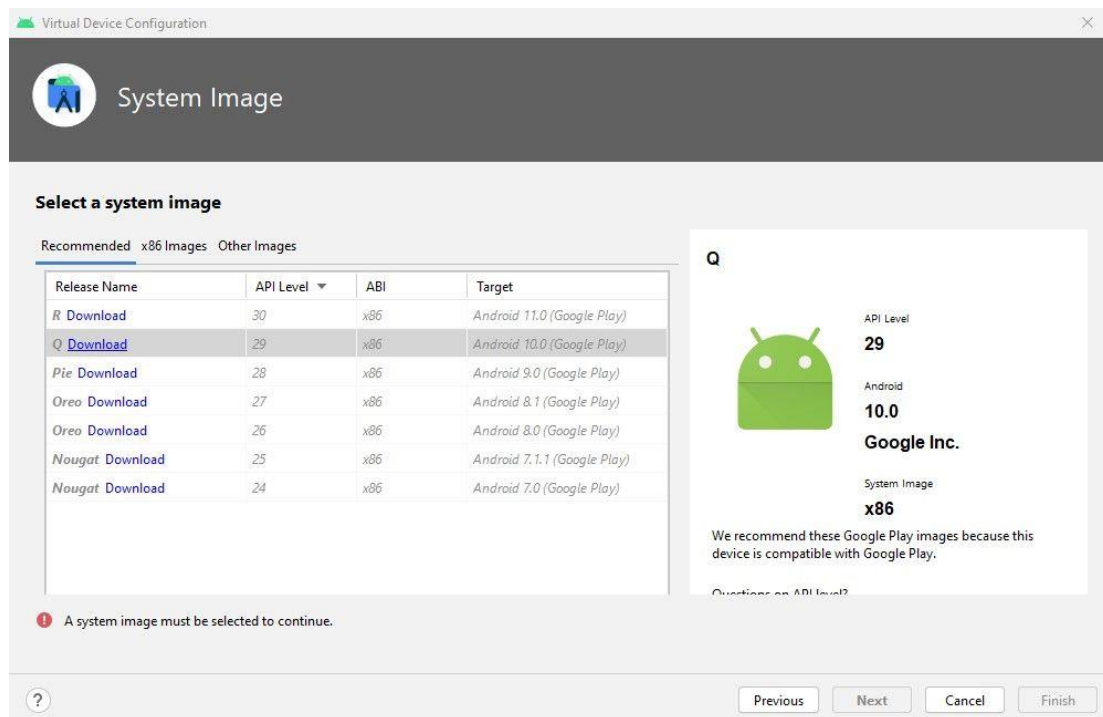 Virtual Device Configuration
System Image
Select a system image
Recommended x86 Images Other Images
Release Name API Level ABI Target
R Download 30 x86 Android 11.0 (Google Play)
Q Download 29 x86 Android 10.0 (Google Play)
Pie Download 28 x86 Android 9.0 (Google Play)
Oreo Download 27 x86 Android 8.1 (Google Play)
Oreo Download 26 x86 Android 8.0 (Google Play)
Nougat Download 25 x86 Android 7.1.1 (Google Play)
Nougat Download 24 x86 Android 7.0 (Google Play)
Q
API Level
29
Android
10.0
Google Inc.
System Image
x86
We recommend these Google Play images because this
device is compatible with Google Play.
Questions on API level?
! A system image must be selected to continue.
? Previous Next Cancel Finish